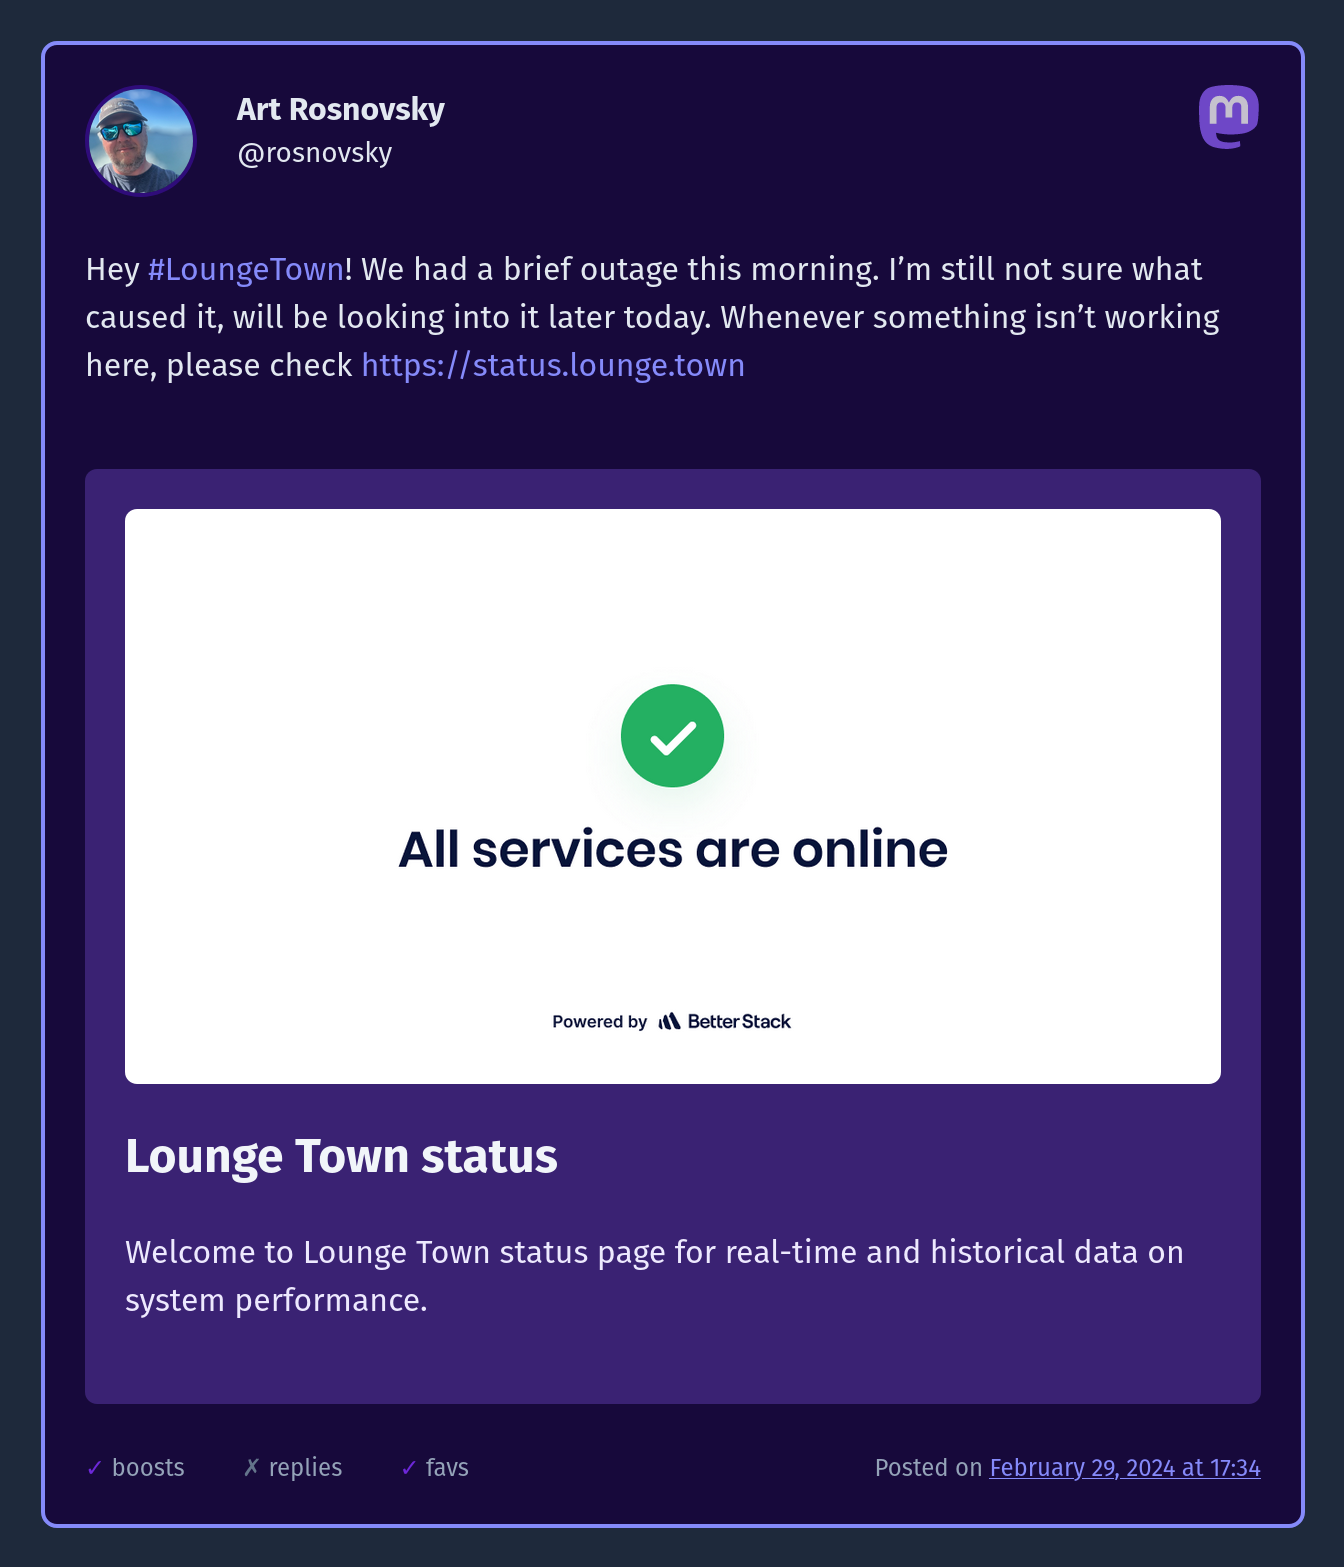 Art Rosnovsky
@rosnovsky
Hey #LoungeTown! We had a brief outage this morning. I’m still not sure what
caused it, will be looking into it later today. Whenever something isn’t working
here, please check https://status.lounge.town
All services are online
Powered by Better Stack
Lounge Town status
Welcome to Lounge Town status page for real-time and historical data on
system performance.
✓ boosts ✗ replies ✓ favs Posted on February 29, 2024 at 17:34